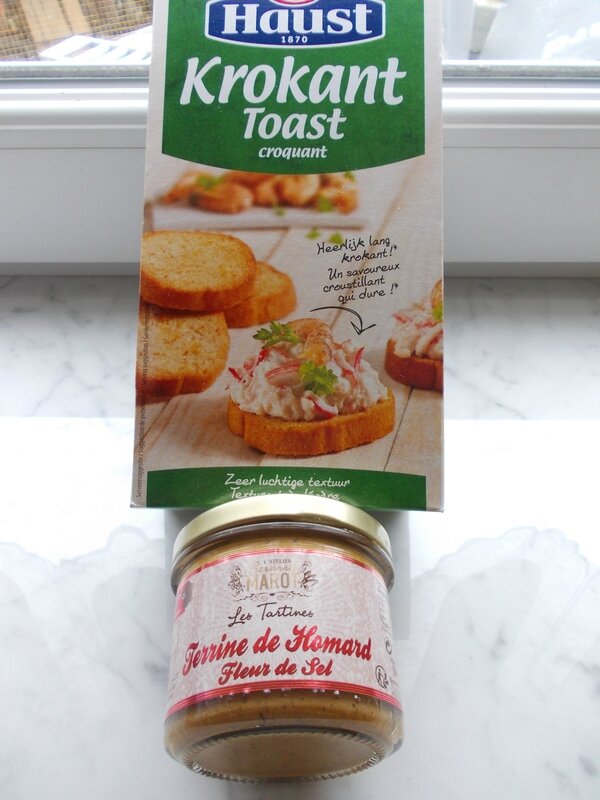 Haust
1870
Krokant
Toast
croquant
Heerlijk lang
krokant!*
Un savoureux
croustillant
qui dure !*
Zeer luchtige textuur
L'ATELIER
MAROT
Les Tartines
Terrine de Homard
Fleur de Sel